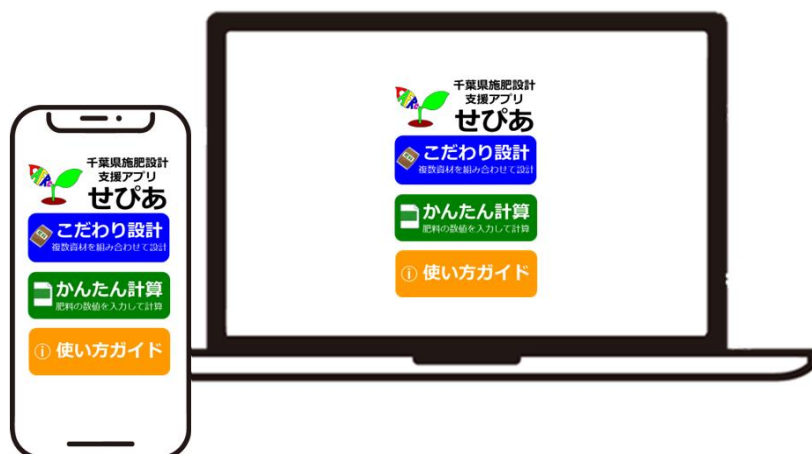 千葉県施肥設計
支援アプリ
せぴあ
こだわり設計
複数資材を組み合わせて設計
かんたん計算
肥料の数値を入力して計算
使い方ガイド
千葉県施肥設計
支援アプリ
せぴあ
こだわり設計
複数資材を組み合わせて設計
かんたん計算
肥料の数値を入力して計算
使い方ガイド